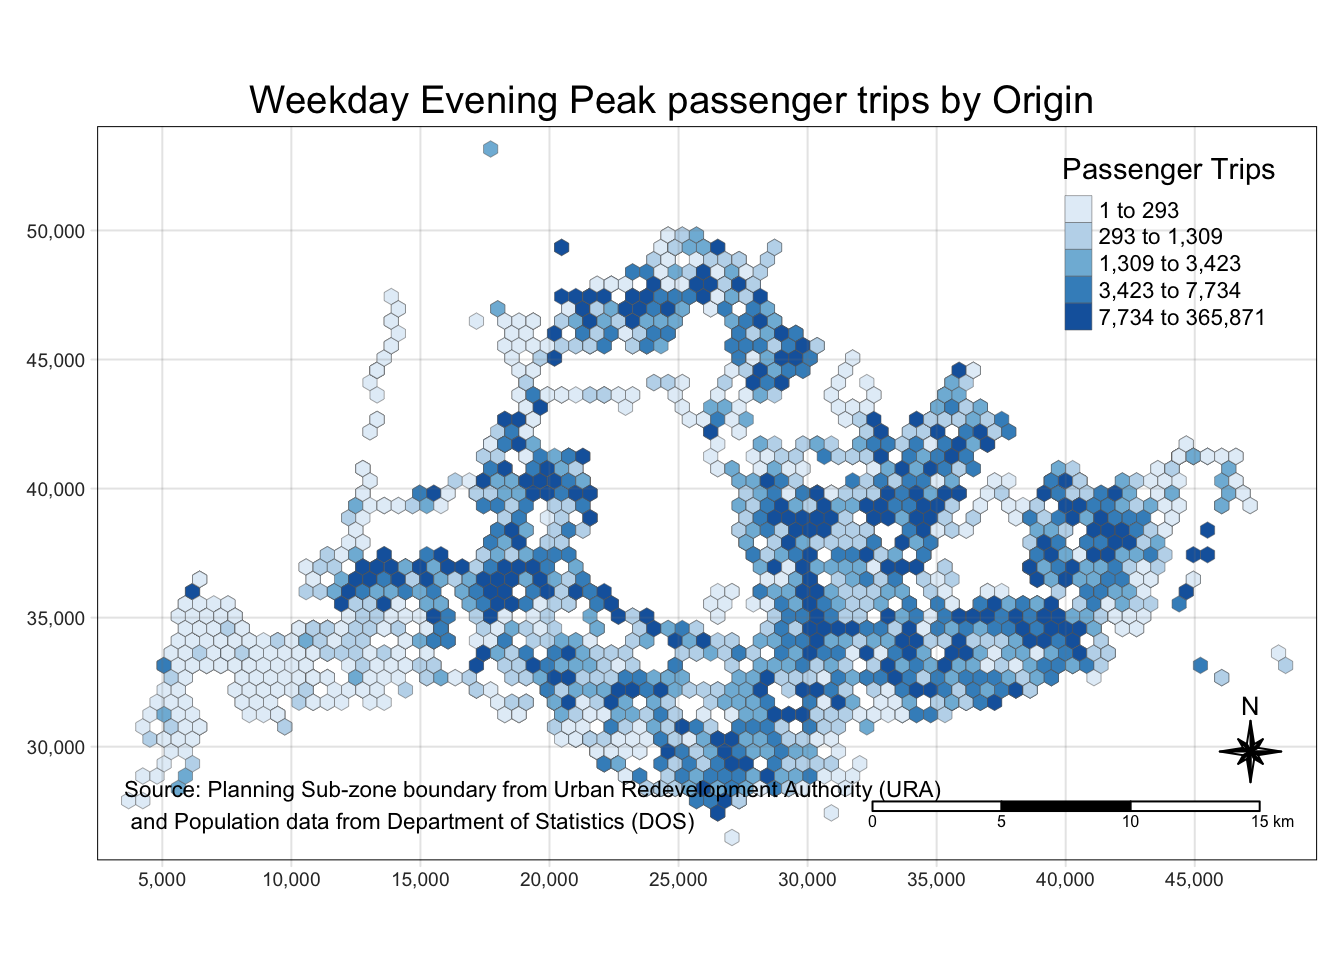 Weekday Evening Peak passenger trips by Origin
Passenger Trips
1 to 293
293 to 1,309
1,309 to 3,423
3,423 to 7,734
7,734 to 365,871
50,000
45,000
40,000
35,000
30,000
N
Source: Planning Sub-zone boundary from Urban Redevelopment Authority (URA)
and Population data from Department of Statistics (DOS)
0 5 10 15 km
5,000 10,000 15,000 20,000 25,000 30,000 35,000 40,000 45,000